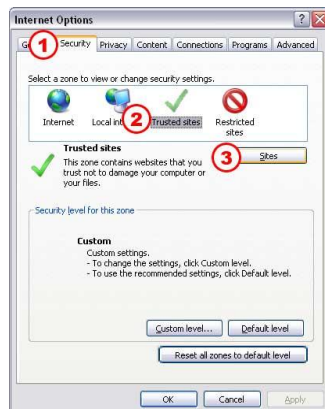 Internet Options
G 1 Security Privacy Content Connections Programs Advanced
Select a zone to view or change security settings.
Internet Local int 2 Trusted sites Restricted sites
Trusted sites
This zone contains websites that you
trust not to damage your computer or
your files.
3 Sites
Security level for this zone
Custom
Custom settings.
- To change the settings, click Custom level.
- To use the recommended settings, click Default level.
Custom level... Default level
Reset all zones to default level
OK Cancel Apply